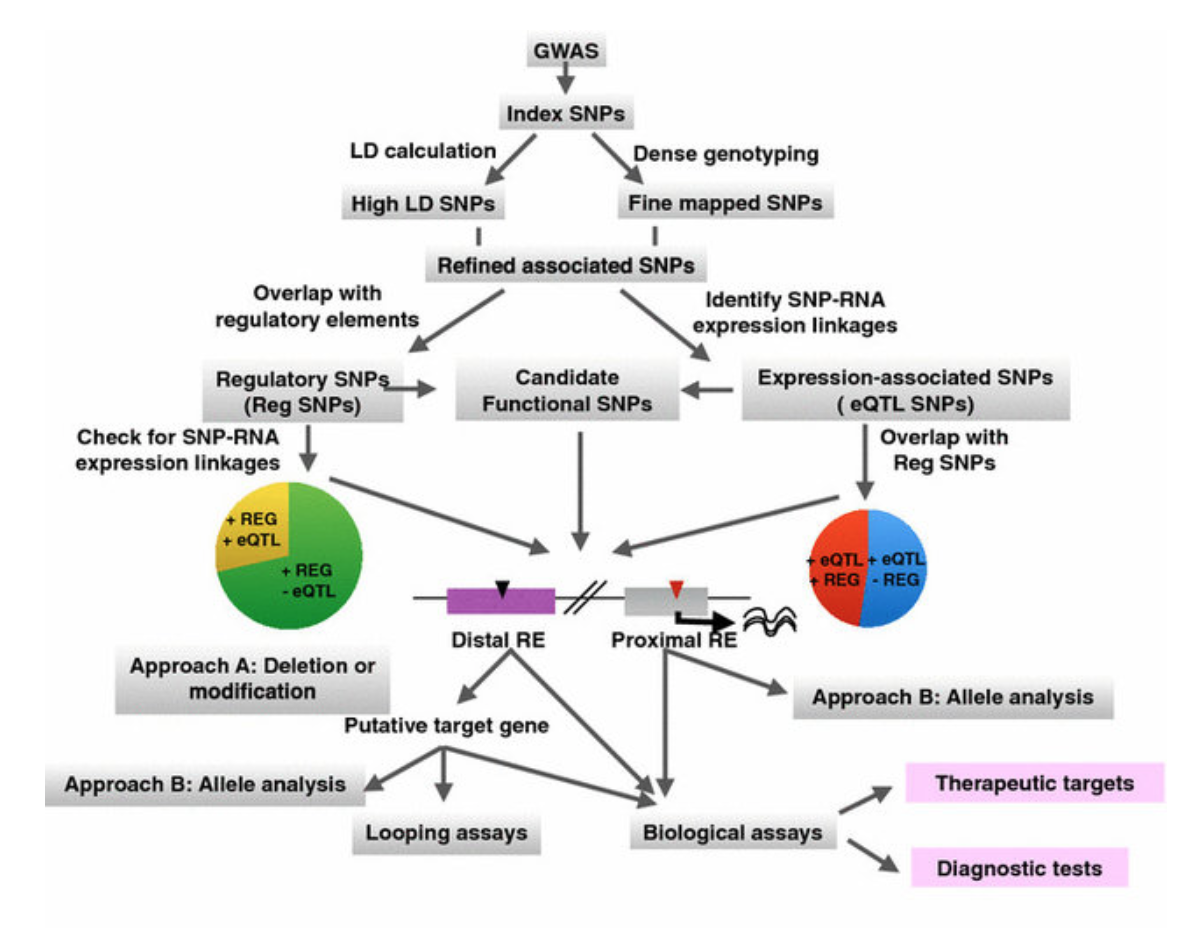 GWAS
Index SNPs
LD calculation
Dense genotyping
High LD SNPs
Fine mapped SNPs
Refined associated SNPs
Overlap with
regulatory elements
Identify SNP-RNA
expression linkages
Regulatory SNPs
(Reg SNPs)
Candidate
Functional SNPs
Expression-associated SNPs
( eQTL SNPs)
Check for SNP-RNA
expression linkages
Overlap with
Reg SNPs
+ REG
+ eQTL
+ REG
- eQTL
+ eQTL
+ REG
+ eQTL
- REG
Distal RE
Proximal RE
Approach A: Deletion or
modification
Approach B: Allele analysis
Putative target gene
Approach B: Allele analysis
Looping assays
Biological assays
Therapeutic targets
Diagnostic tests